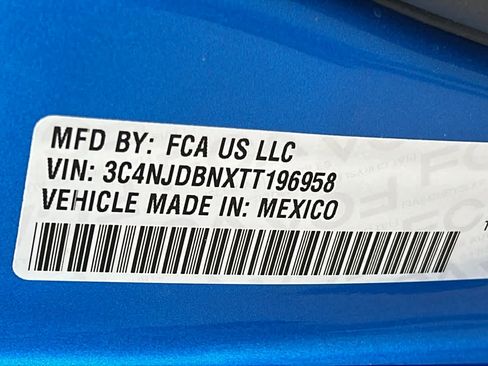 MFD BY: FCA US LLC
VIN: 3C4NJDBNXTT196958
VEHICLE MADE IN: MEXICO